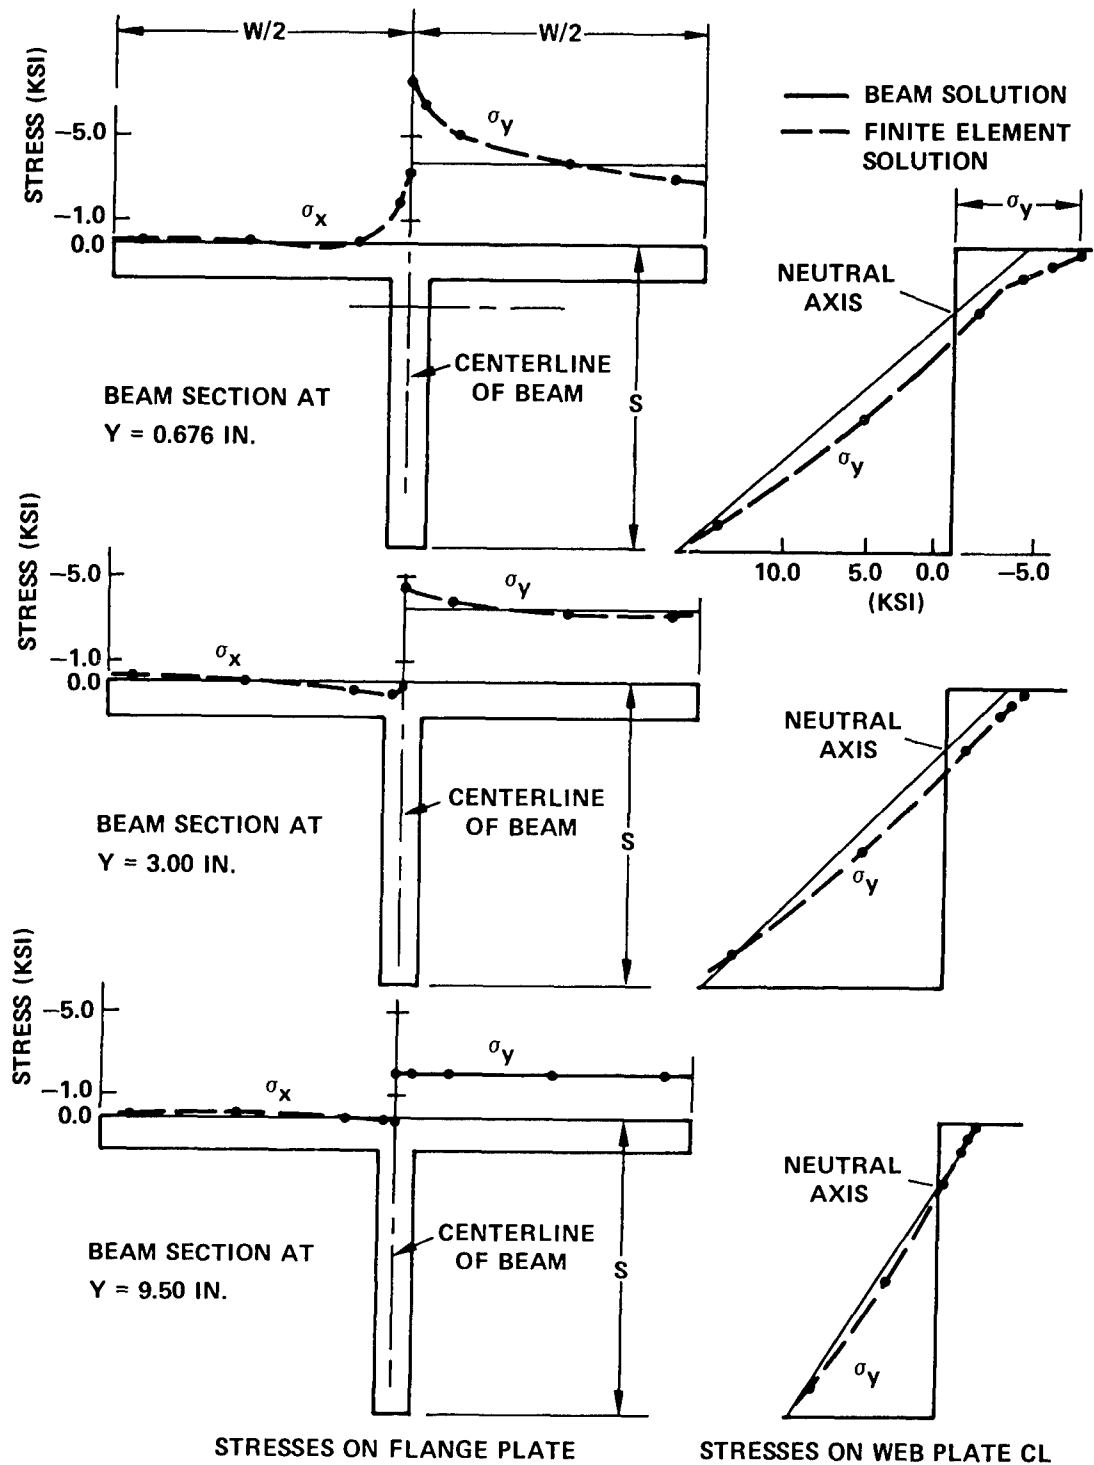 W/2
W/2
STRESS (KSI)
−5.0
−1.0
0.0
σx
σy
BEAM SOLUTION
FINITE ELEMENT
SOLUTION
σy
NEUTRAL
AXIS
CENTERLINE
OF BEAM
S
BEAM SECTION AT
Y = 0.676 IN.
σy
10.0 5.0 0.0 −5.0
(KSI)
STRESS (KSI)
−5.0
−1.0
0.0
σx
σy
NEUTRAL
AXIS
CENTERLINE
OF BEAM
S
BEAM SECTION AT
Y = 3.00 IN.
σy
STRESS (KSI)
−5.0
−1.0
0.0
σx
σy
NEUTRAL
AXIS
CENTERLINE
OF BEAM
S
BEAM SECTION AT
Y = 9.50 IN.
σy
STRESSES ON FLANGE PLATE
STRESSES ON WEB PLATE CL